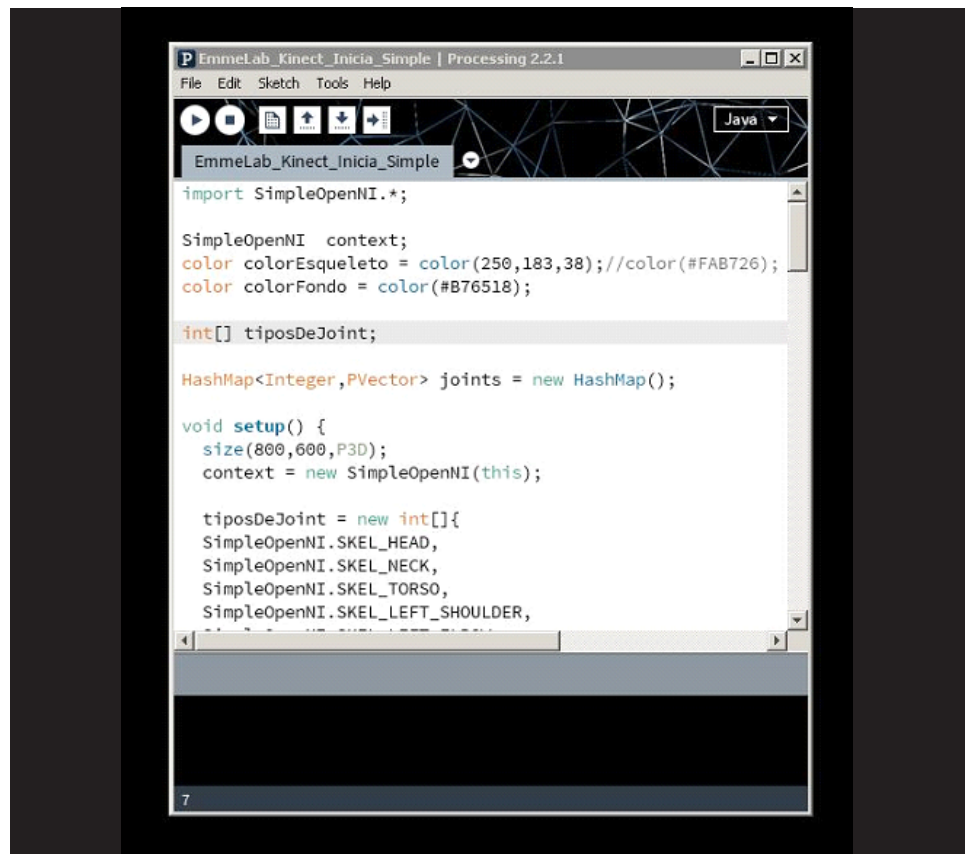 EmmeLab_Kinect_Inicia_Simple | Processing 2.2.1
File Edit Sketch Tools Help
Java
EmmeLab_Kinect_Inicia_Simple
import SimpleOpenNI.*;
SimpleOpenNI  context;
color colorEsqueleto = color(250,183,38);//color(#FAB726);
color colorFondo = color(#B76518);
int[] tiposDeJoint;
HashMap<Integer,PVector> joints = new HashMap();
void setup() {
  size(800,600,P3D);
  context = new SimpleOpenNI(this);
  tiposDeJoint = new int[]{
  SimpleOpenNI.SKEL_HEAD,
  SimpleOpenNI.SKEL_NECK,
  SimpleOpenNI.SKEL_TORSO,
  SimpleOpenNI.SKEL_LEFT_SHOULDER,
7